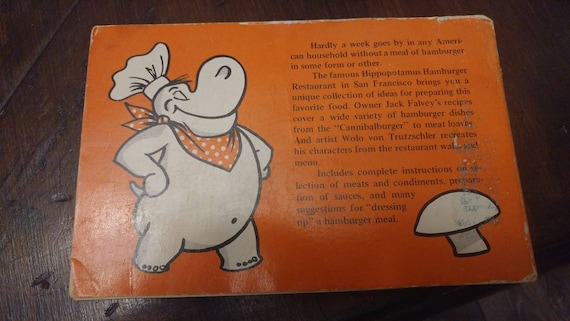 Hardly a week goes by in any Ameri-
can household without a meal of hamburger
in some form or other.
The famous Hippopotamus Hamburger
Restaurant in San Francisco brings you a
unique collection of ideas for preparing this
favorite food. Owner Jack Falvey's recipes
cover a wide variety of hamburger dishes
from the "Cannibalburger" to meat loaves
And artist Wolo von Trutzschler recreates
his characters from the restaurant walls and
menu.
Includes complete instructions on se-
lection of meats and condiments, prepara-
tion of sauces, and many
suggestions for "dressing
up" a hamburger meal.